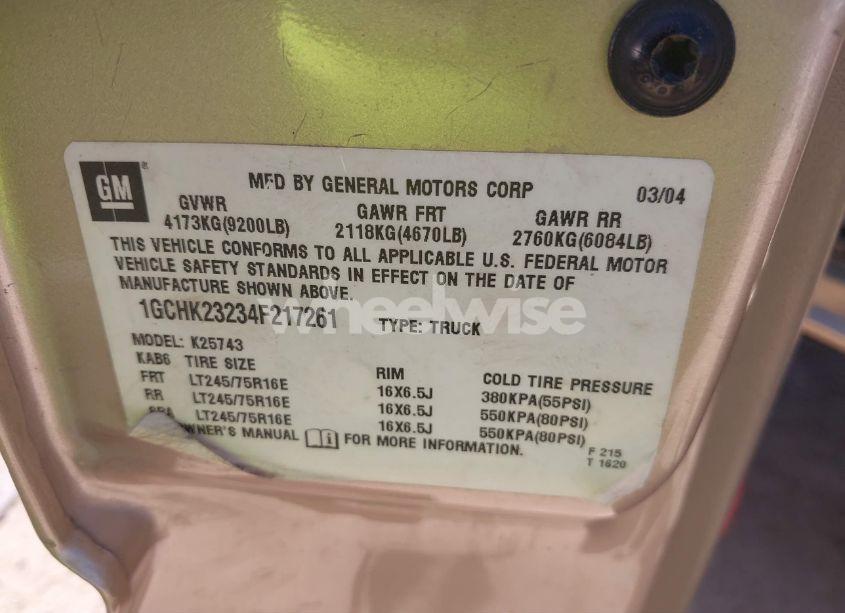 GM ®
MFD BY GENERAL MOTORS CORP 03/04
GVWR GAWR FRT GAWR RR
4173KG(9200LB) 2118KG(4670LB) 2760KG(6084LB)
THIS VEHICLE CONFORMS TO ALL APPLICABLE U.S. FEDERAL MOTOR
VEHICLE SAFETY STANDARDS IN EFFECT ON THE DATE OF
MANUFACTURE SHOWN ABOVE.
1GCHK23234F217261 TYPE: TRUCK
wheelwise
MODEL: K25743
KAB6 TIRE SIZE RIM COLD TIRE PRESSURE
FRT LT245/75R16E 16X6.5J 380KPA(55PSI)
RR LT245/75R16E 16X6.5J 550KPA(80PSI)
LT245/75R16E 16X6.5J 550KPA(80PSI)
OWNER'S MANUAL FOR MORE INFORMATION.
F 215
T 1620